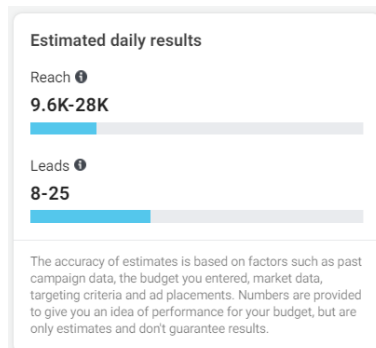 Estimated daily results
Reach
9.6K-28K
Leads
8-25
The accuracy of estimates is based on factors such as past
campaign data, the budget you entered, market data,
targeting criteria and ad placements. Numbers are provided
to give you an idea of performance for your budget, but are
only estimates and don't guarantee results.